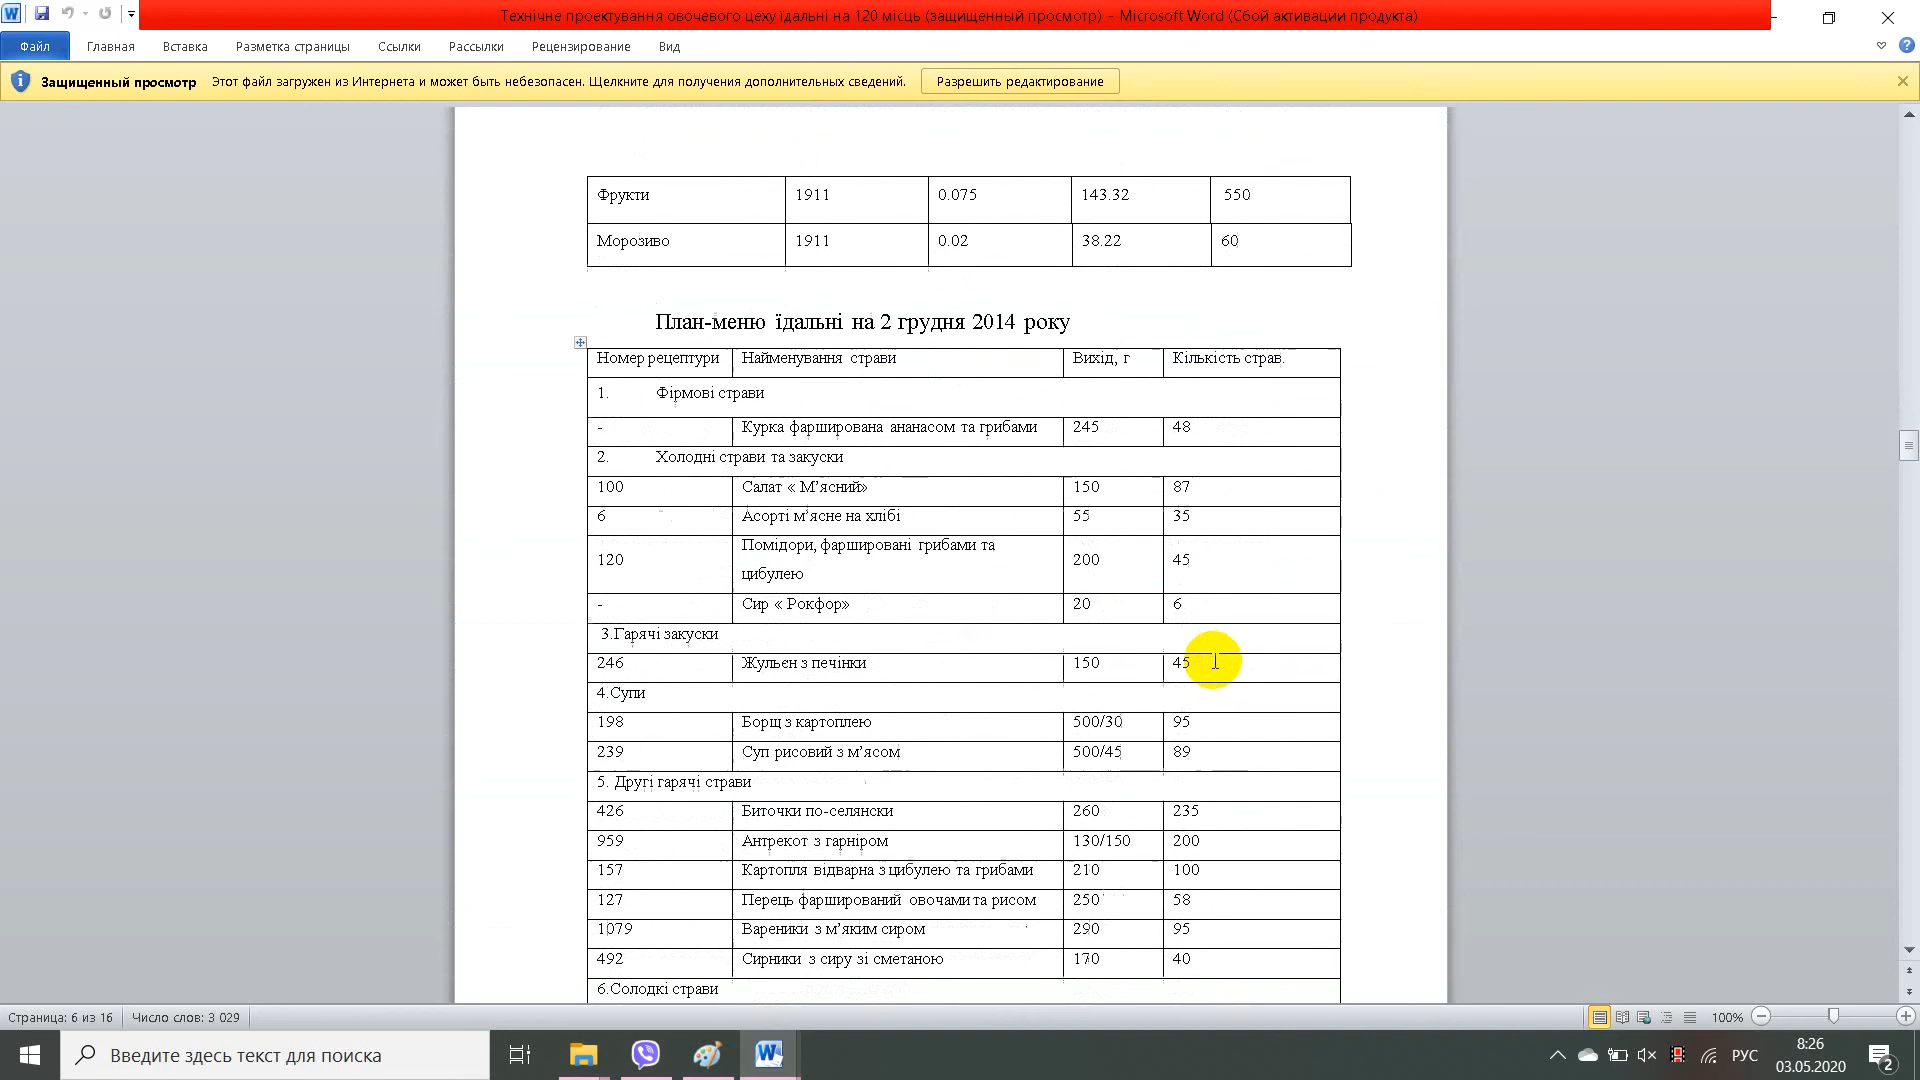 Технічне проектування овочевого цеху їдальні на 120 місць (защищенный просмотр) - Microsoft Word (Сбой активации продукта)
Файл Главная Вставка Разметка страницы Ссылки Рассылки Рецензирование Вид
Защищенный просмотр Этот файл загружен из Интернета и может быть небезопасен. Щелкните для получения дополнительных сведений. Разрешить редактирование
Фрукти 1911 0.075 143.32 550
Морозиво 1911 0.02 38.22 60
План-меню їдальні на 2 грудня 2014 року
Номер рецептури Найменування страви Вихід, г Кількість страв.
1. Фірмові страви
- Курка фарширована ананасом та грибами 245 48
2. Холодні страви та закуски
100 Салат « М’ясний» 150 87
6 Асорті м’ясне на хлібі 55 35
120 Помідори, фаршировані грибами та цибулею 200 45
- Сир « Рокфор» 20 6
3.Гарячі закуски
246 Жульєн з печінки 150 45
4.Супи
198 Борщ з картоплею 500/30 95
239 Суп рисовий з м’ясом 500/45 89
5. Другі гарячі страви
426 Биточки по-селянски 260 235
959 Антрекот з гарніром 130/150 200
157 Картопля відварна з цибулею та грибами 210 100
127 Перець фарширований овочами та рисом 250 58
1079 Вареники з м’яким сиром 290 95
492 Сирники з сиру зі сметаною 170 40
6.Солодкі страви
Страница: 6 из 16 Число слов: 3 029 100%
Введите здесь текст для поиска РУС 8:26
03.05.2020 2